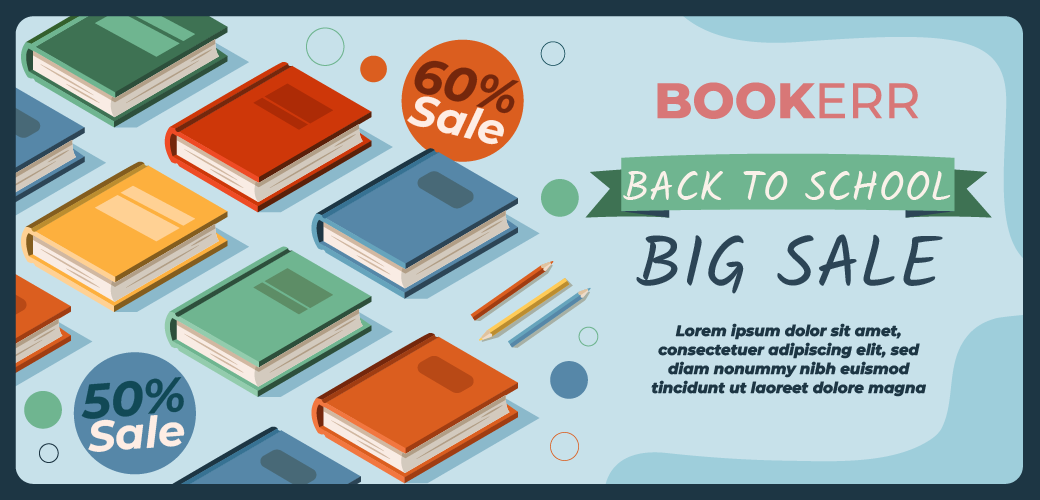 60%
Sale
BOOKERR
BACK TO SCHOOL
BIG SALE
Lorem ipsum dolor sit amet,
consectetuer adipiscing elit, sed
diam nonummy nibh euismod
tincidunt ut laoreet dolore magna
50%
Sale